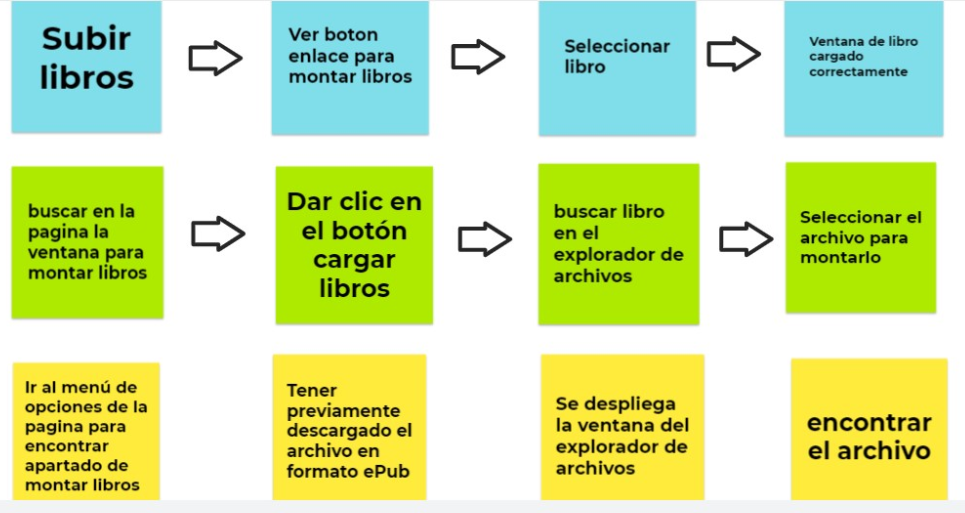 Subir
libros
Ver boton
enlace para
montar libros
Seleccionar
libro
Ventana de libro
cargado
correctamente
buscar en la
pagina la
ventana para
montar libros
Dar clic en
el botón
cargar
libros
buscar libro
en el
explorador de
archivos
Seleccionar el
archivo para
montarlo
Ir al menú de
opciones de la
pagina para
encontrar
apartado de
montar libros
Tener
previamente
descargado el
archivo en
formato ePub
Se despliega
la ventana del
explorador de
archivos
encontrar
el archivo